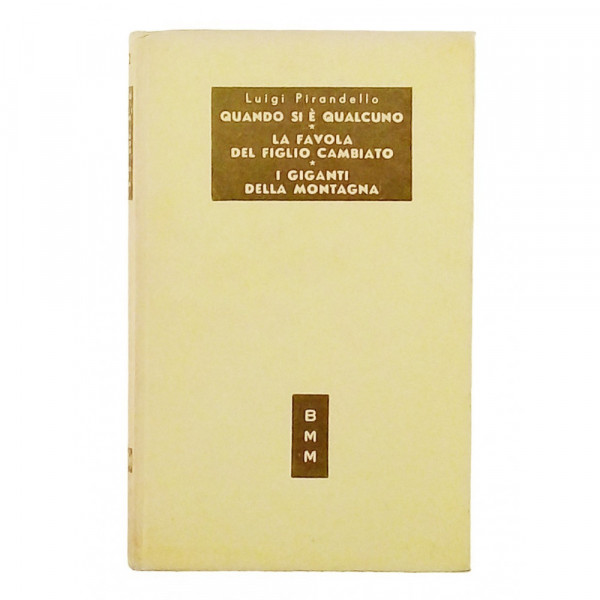 Luigi Pirandello
QUANDO SI È QUALCUNO
*
LA FAVOLA
DEL FIGLIO CAMBIATO
*
I GIGANTI
DELLA MONTAGNA
B
M
M